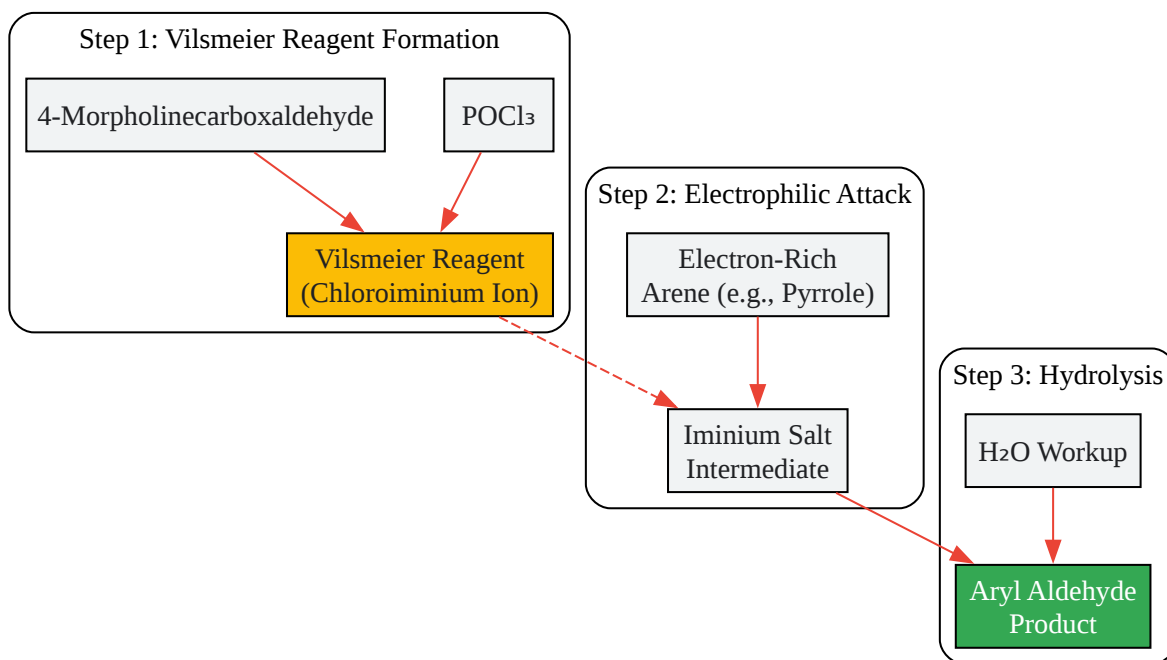 Step 1: Vilsmeier Reagent Formation
4-Morpholinecarboxaldehyde
POCl₃
Vilsmeier Reagent
(Chloroiminium Ion)
Step 2: Electrophilic Attack
Electron-Rich
Arene (e.g., Pyrrole)
Iminium Salt
Intermediate
Step 3: Hydrolysis
H₂O Workup
Aryl Aldehyde
Product